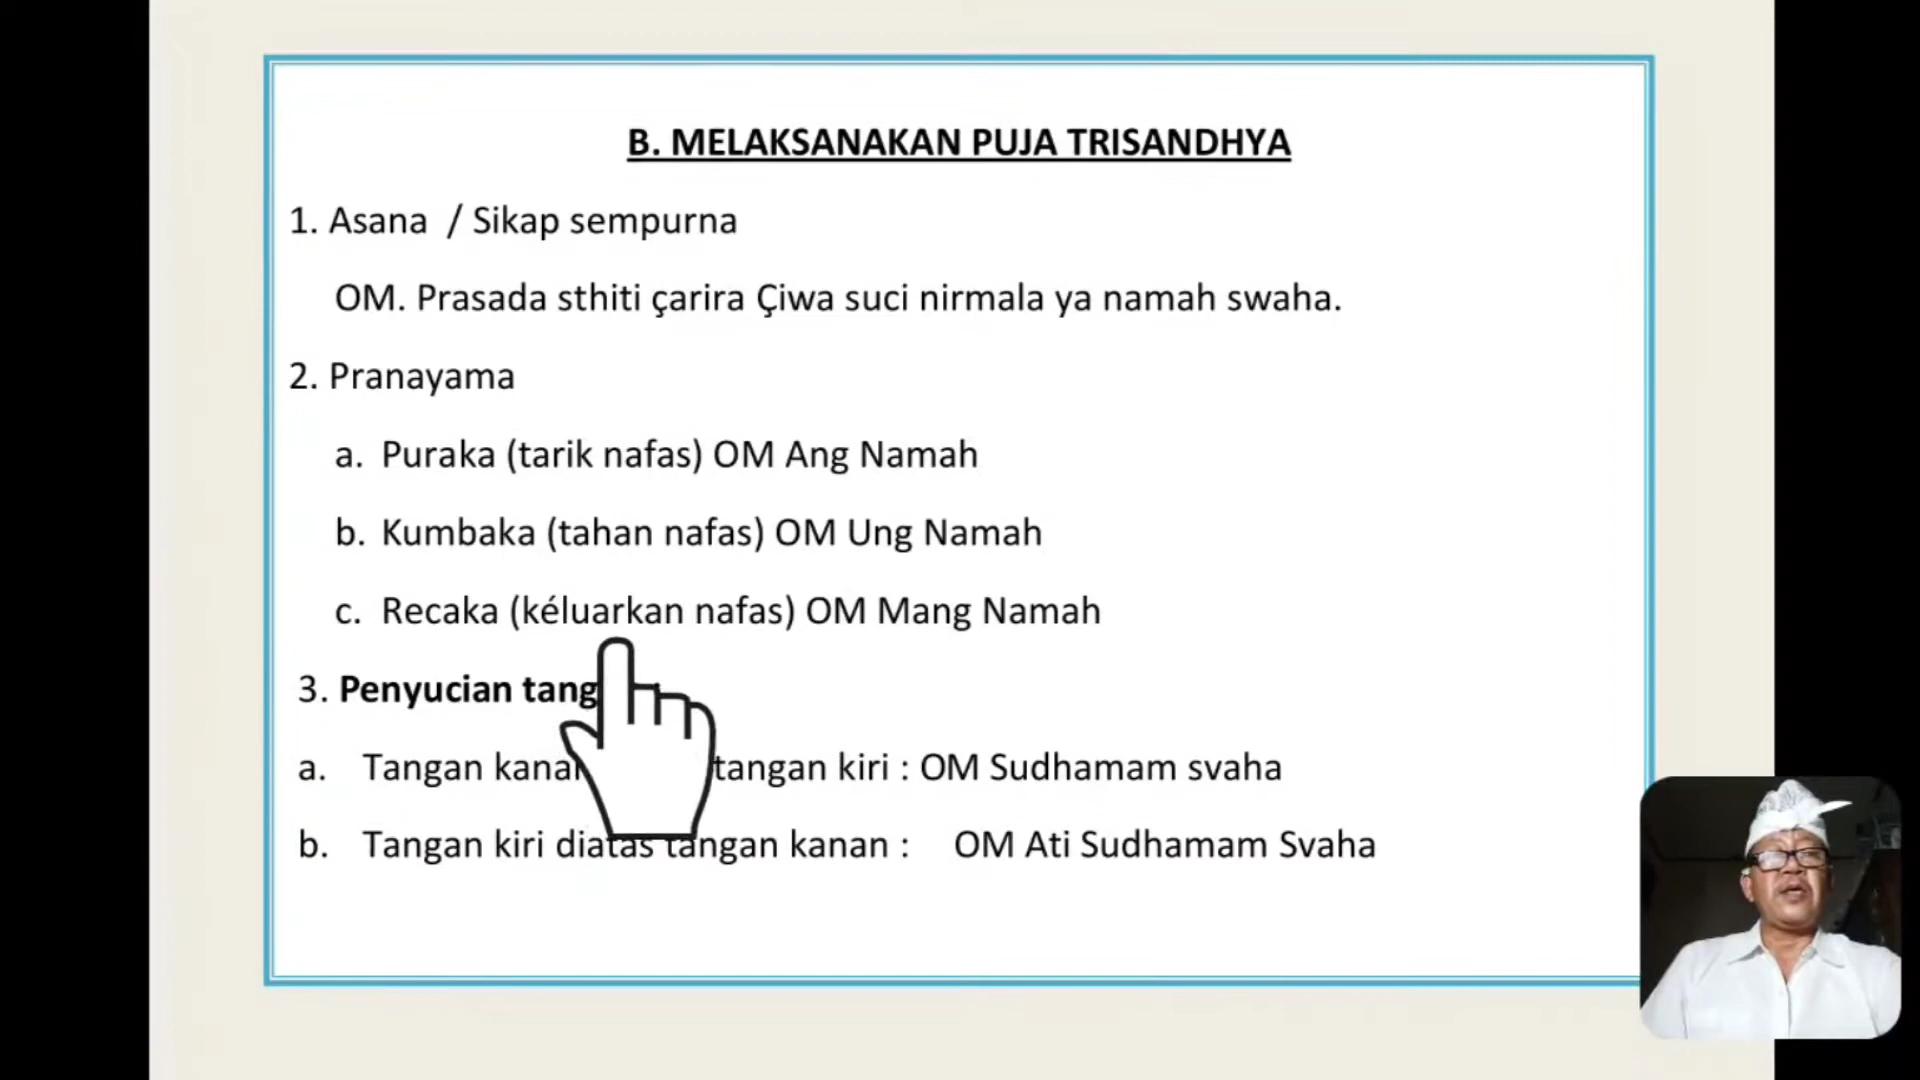 B. MELAKSANAKAN PUJA TRISANDHYA
1. Asana / Sikap sempurna
OM. Prasada sthiti çarira Çiwa suci nirmala ya namah swaha.
2. Pranayama
a. Puraka (tarik nafas) OM Ang Namah
b. Kumbaka (tahan nafas) OM Ung Namah
c. Recaka (kéluarkan nafas) OM Mang Namah
3. Penyucian
a. Tangan tangan kiri : OM Sudhamam svaha
b. Tangan kiri diatas tangan kanan : OM Ati Sudhamam Svaha